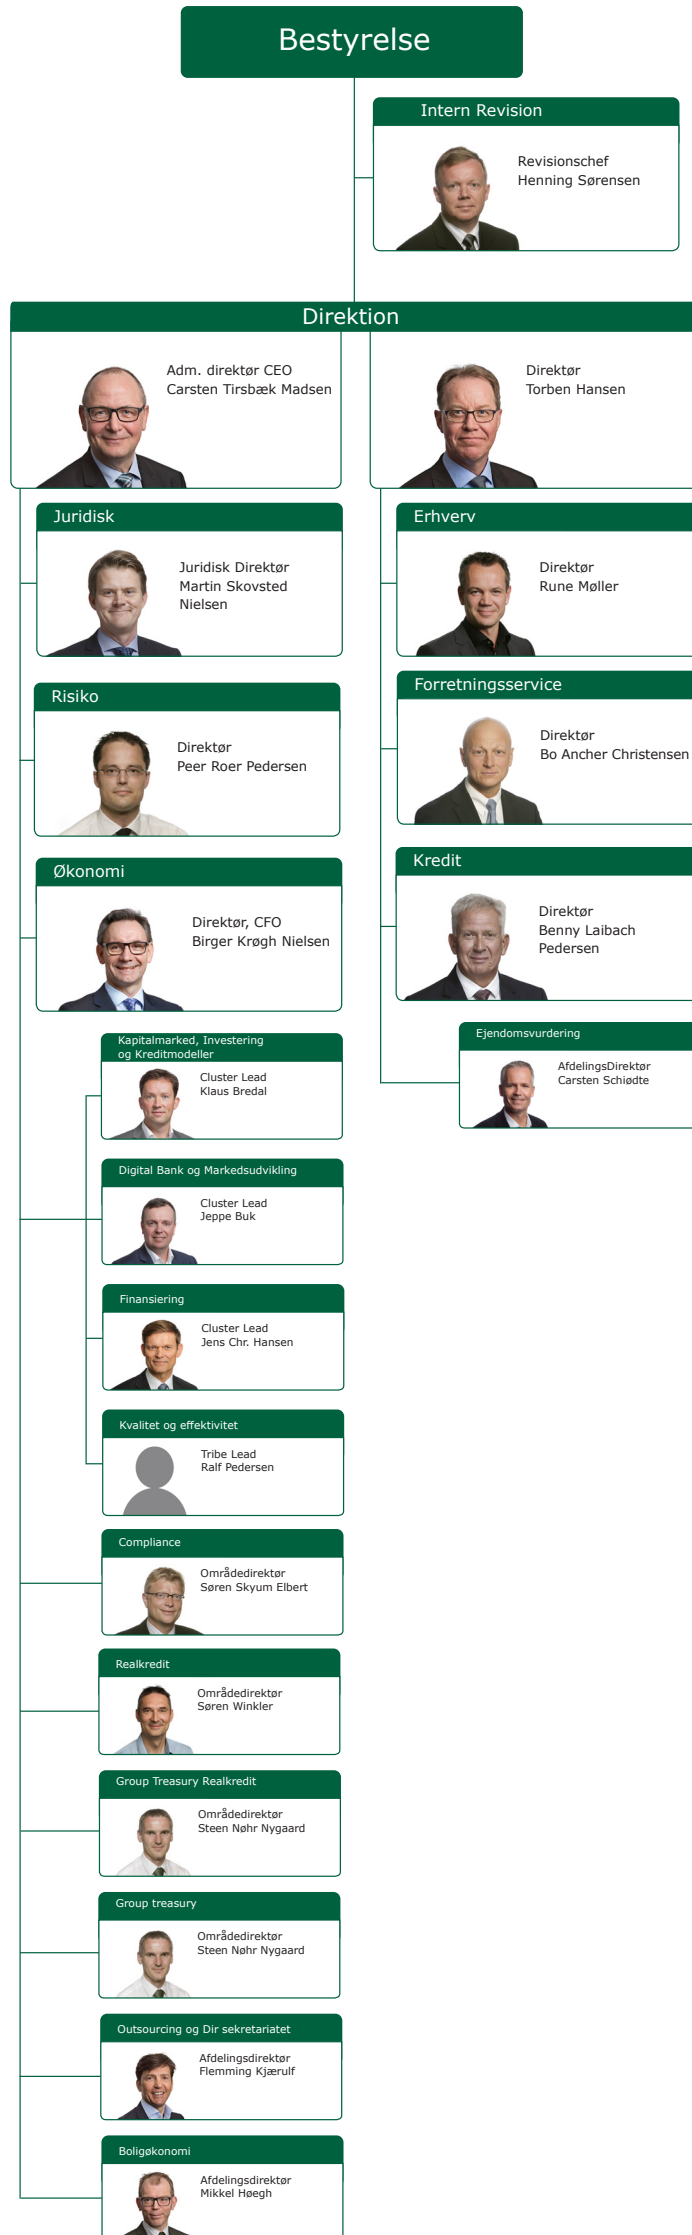 Bestyrelse
Intern Revision
Revisionschef
Henning Sørensen
Direktion
Adm. direktør CEO
Carsten Tirsbæk Madsen
Direktør
Torben Hansen
Juridisk
Juridisk Direktør
Martin Skovsted
Nielsen
Erhverv
Direktør
Rune Møller
Risiko
Direktør
Peer Roer Pedersen
Forretningsservice
Direktør
Bo Ancher Christensen
Økonomi
Direktør, CFO
Birger Krøgh Nielsen
Kredit
Direktør
Benny Laibach
Pedersen
Kapitalmarked, Investering
og Kreditmodeller
Cluster Lead
Klaus Bredal
Ejendomsvurdering
AfdelingsDirektør
Carsten Schiødte
Digital Bank og Markedsudvikling
Cluster Lead
Jeppe Buk
Finansiering
Cluster Lead
Jens Chr. Hansen
Kvalitet og effektivitet
Tribe Lead
Ralf Pedersen
Compliance
Områdedirektør
Søren Skyum Elbert
Realkredit
Områdedirektør
Søren Winkler
Group Treasury Realkredit
Områdedirektør
Steen Nøhr Nygaard
Group treasury
Områdedirektør
Steen Nøhr Nygaard
Outsourcing og Dir sekretariatet
Afdelingsdirektør
Flemming Kjærulf
Boligøkonomi
Afdelingsdirektør
Mikkel Høegh